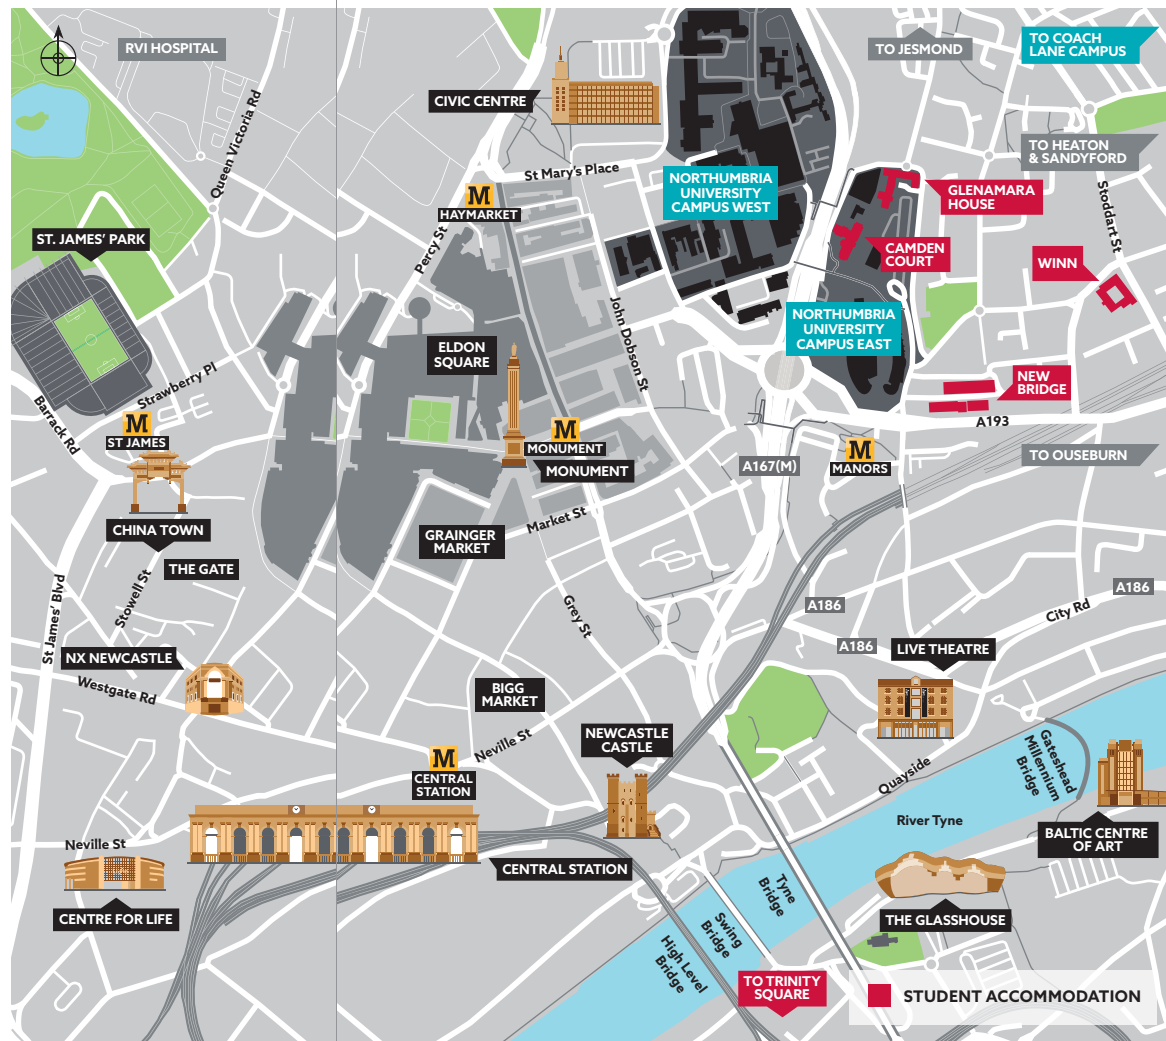 RVI HOSPITAL
TO JESMOND
TO COACH
LANE CAMPUS
CIVIC CENTRE
Queen Victoria Rd
St Mary's Place
TO HEATON
& SANDYFORD
NORTHUMBRIA
UNIVERSITY
CAMPUS WEST
GLENAMARA
HOUSE
M
HAYMARKET
Stoddart St
ST. JAMES' PARK
Percy St
CAMDEN
COURT
WINN
John Dobson St
NORTHUMBRIA
UNIVERSITY
CAMPUS EAST
ELDON
SQUARE
Strawberry Pl
NEW
BRIDGE
Barrack Rd
M
ST JAMES
M
MONUMENT
MONUMENT
A193
M
MANORS
A167(M)
TO OUSEBURN
CHINA TOWN
Market St
GRAINGER
MARKET
THE GATE
Stowell St
St James' Blvd
Grey St
A186
A186
City Rd
A186
LIVE THEATRE
NX NEWCASTLE
Westgate Rd
BIGG
MARKET
NEWCASTLE
CASTLE
Neville St
M
CENTRAL
STATION
Quayside
Gateshead
Millennium
Bridge
River Tyne
BALTIC CENTRE
OF ART
Neville St
CENTRAL STATION
CENTRE FOR LIFE
Tyne
Bridge
THE GLASSHOUSE
Swing
Bridge
High Level
Bridge
TO TRINITY
SQUARE
STUDENT ACCOMMODATION